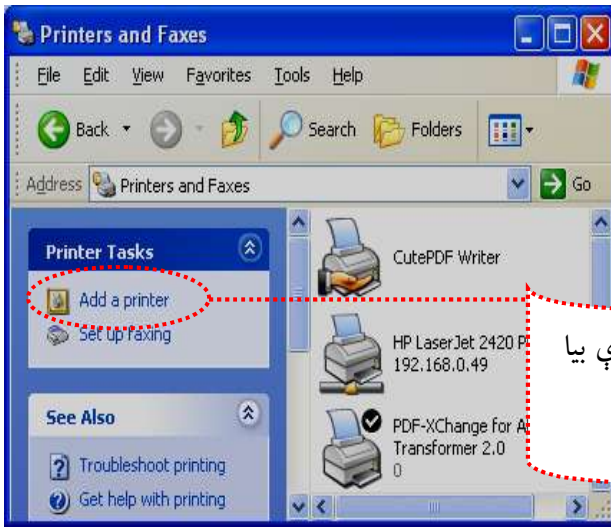 Printers and Faxes
File Edit View Favorites Tools Help
Back Search Folders
Address Printers and Faxes Go
Printer Tasks
Add a printer
Set up faxing
See Also
Troubleshoot printing
Get help with printing
CutePDF Writer
HP LaserJet 2420 P
192.168.0.49
PDF-XChange for A
Transformer 2.0
0
بيا